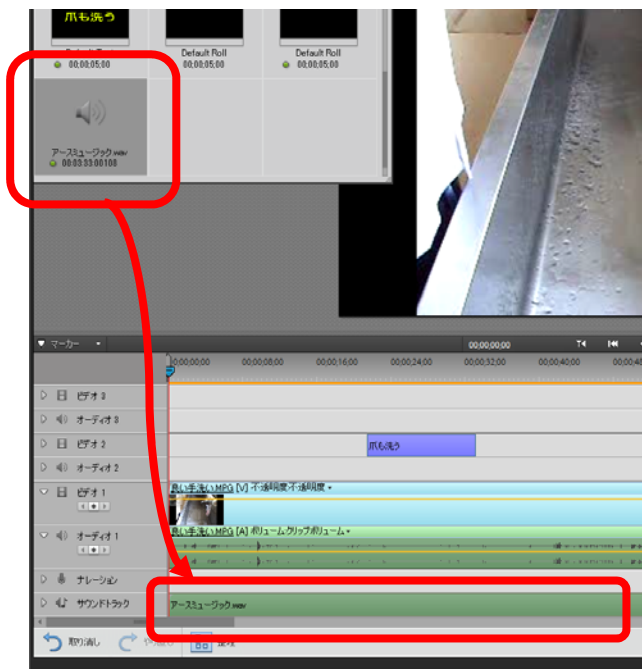 爪も洗う
Default Roll
Default Roll
00;00;05;00
00;00;05;00
00;00;05;00
アースミュージック.wav
00:03:33:00108
マーカー
00;00;00;00
00;00;00;00
00;00;08;00
00;00;16;00
00;00;24;00
00;00;32;00
00;00;40;00
00;00;48
ビデオ 3
オーディオ 3
ビデオ 2
爪も洗う
オーディオ 2
ビデオ 1
良い手洗い.MPG [V] 不透明度:不透明度
オーディオ 1
良い手洗い.MPG [A] ボリューム:クリップボリューム
ナレーション
サウンドトラック
アースミュージック.wav
取り消し